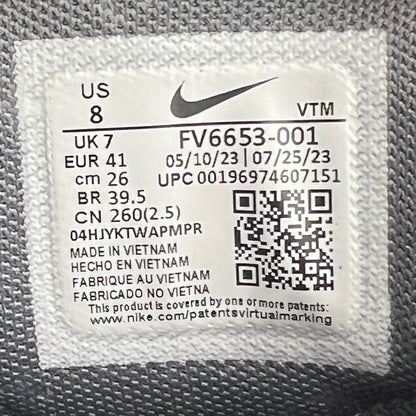 US
8
VTM
UK 7
FV6653-001
EUR 41
05/10/23 | 07/25/23
cm 26
UPC 00196974607151
BR 39.5
CN 260(2.5)
04HJYKTWAPMPR
MADE IN VIETNAM
HECHO EN VIETNAM
FABRIQUE AU VIETNAM
FABRICADO NO VIETNA
This product is covered by one or more patents:
www.nike.com/patentsvirtualmarking